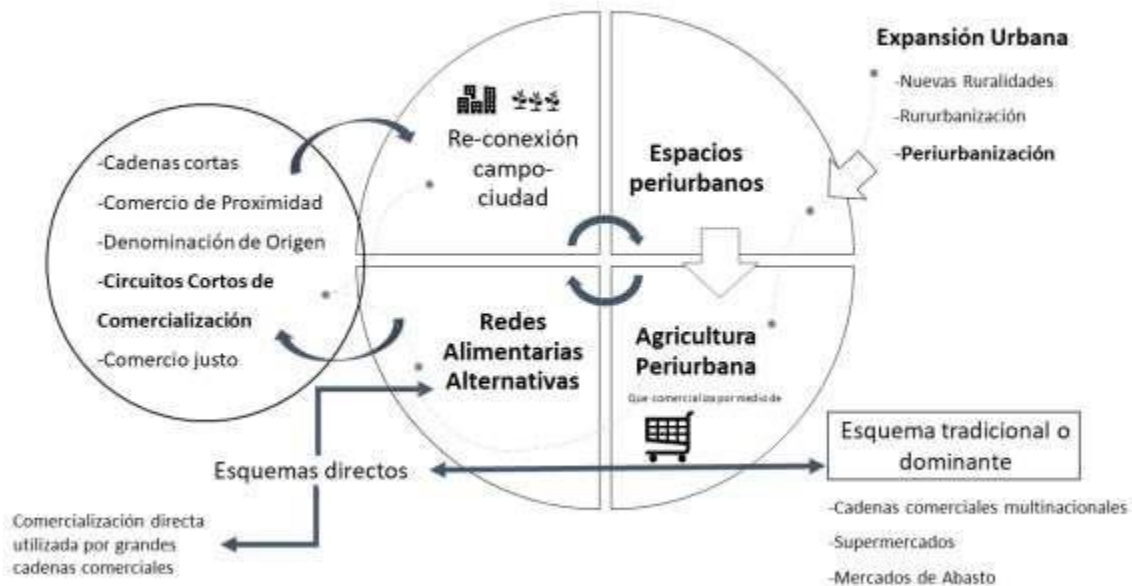 Expansión Urbana
-Nuevas Ruralidades
-Rururbanización
-Periurbanización
Re-conexión
campo-
ciudad
Espacios
periurbanos
-Cadenas cortas
-Comercio de Proximidad
-Denominación de Origen
-Circuitos Cortos de
Comercialización
-Comercio justo
Redes
Alimentarias
Alternativas
Agricultura
Periurbana
Que comercializa por medio de
Esquema tradicional o
dominante
Esquemas directos
-Cadenas comerciales multinacionales
-Supermercados
-Mercados de Abasto
Comercialización directa
utilizada por grandes
cadenas comerciales